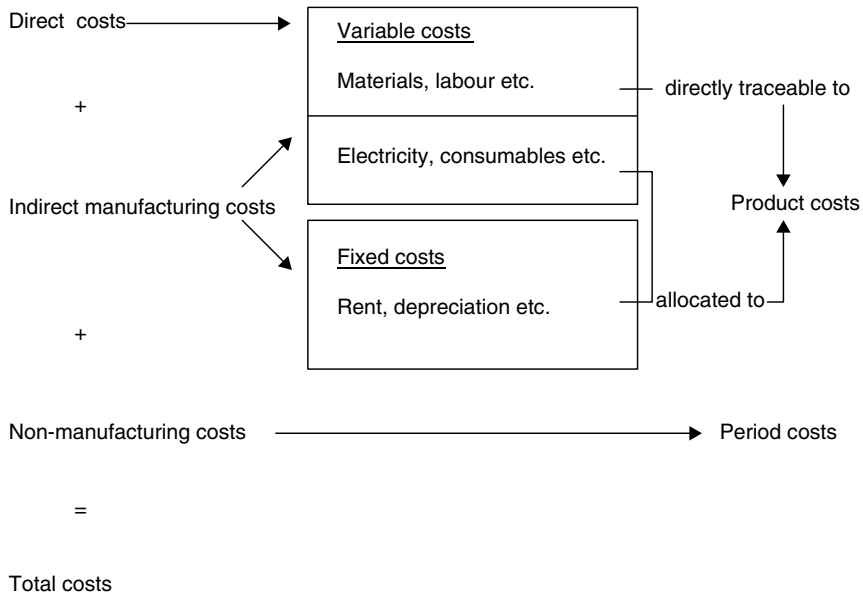 Direct costs
Variable costs
Materials, labour etc.
directly traceable to
+
Electricity, consumables etc.
Indirect manufacturing costs
Product costs
Fixed costs
Rent, depreciation etc.
allocated to
+
Non-manufacturing costs
Period costs
=
Total costs